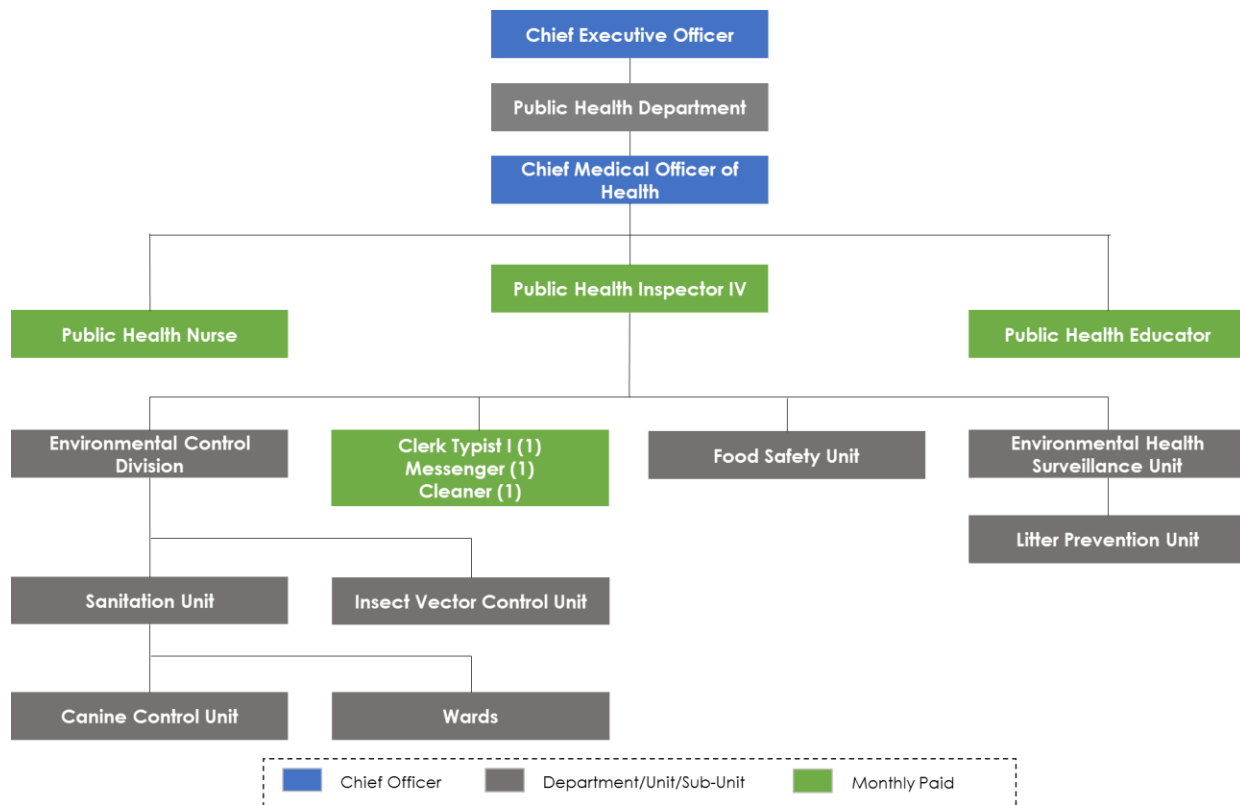 Chief Executive Officer
Public Health Department
Chief Medical Officer of
Health
Public Health Inspector IV
Public Health Nurse
Public Health Educator
Environmental Control
Division
Clerk Typist I (1)
Messenger (1)
Cleaner (1)
Food Safety Unit
Environmental Health
Surveillance Unit
Litter Prevention Unit
Sanitation Unit
Insect Vector Control Unit
Canine Control Unit
Wards
Chief Officer
Department/Unit/Sub-Unit
Monthly Paid